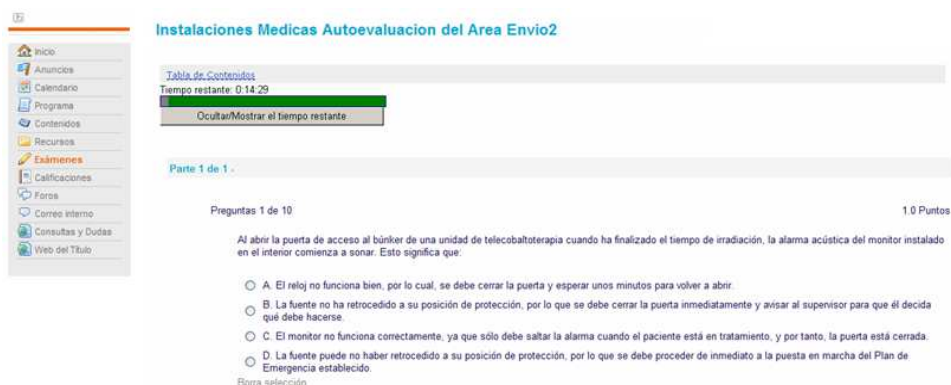 Instalaciones Medicas Autoevaluacion del Area Envio2
Inicio
Anuncios
Calendario
Programa
Contenidos
Recursos
Exámenes
Calificaciones
Foros
Correo interno
Consultas y Dudas
Web del Título
Tabla de Contenidos
Tiempo restante: 0:14:29
Ocultar/Mostrar el tiempo restante
Parte 1 de 1 -
Preguntas 1 de 10 1.0 Puntos
Al abrir la puerta de acceso al búnker de una unidad de telecobaltoterapia cuando ha finalizado el tiempo de irradiación, la alarma acústica del monitor instalado
en el interior comienza a sonar. Esto significa que:
A. El reloj no funciona bien, por lo cual, se debe cerrar la puerta y esperar unos minutos para volver a abrir.
B. La fuente no ha retrocedido a su posición de protección, por lo que se debe cerrar la puerta inmediatamente y avisar al supervisor para que él decida
qué debe hacerse.
C. El monitor no funciona correctamente, ya que sólo debe saltar la alarma cuando el paciente está en tratamiento, y por tanto, la puerta está cerrada.
D. La fuente puede no haber retrocedido a su posición de protección, por lo que se debe proceder de inmediato a la puesta en marcha del Plan de
Emergencia establecido.
Borra selección